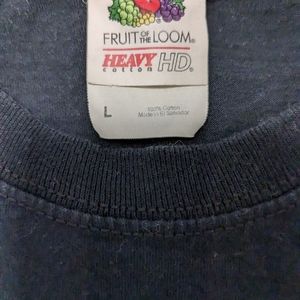 FRUIT OF THE LOOM®
HEAVY HD®
cotton
L
100% Cotton
Made in El Salvador